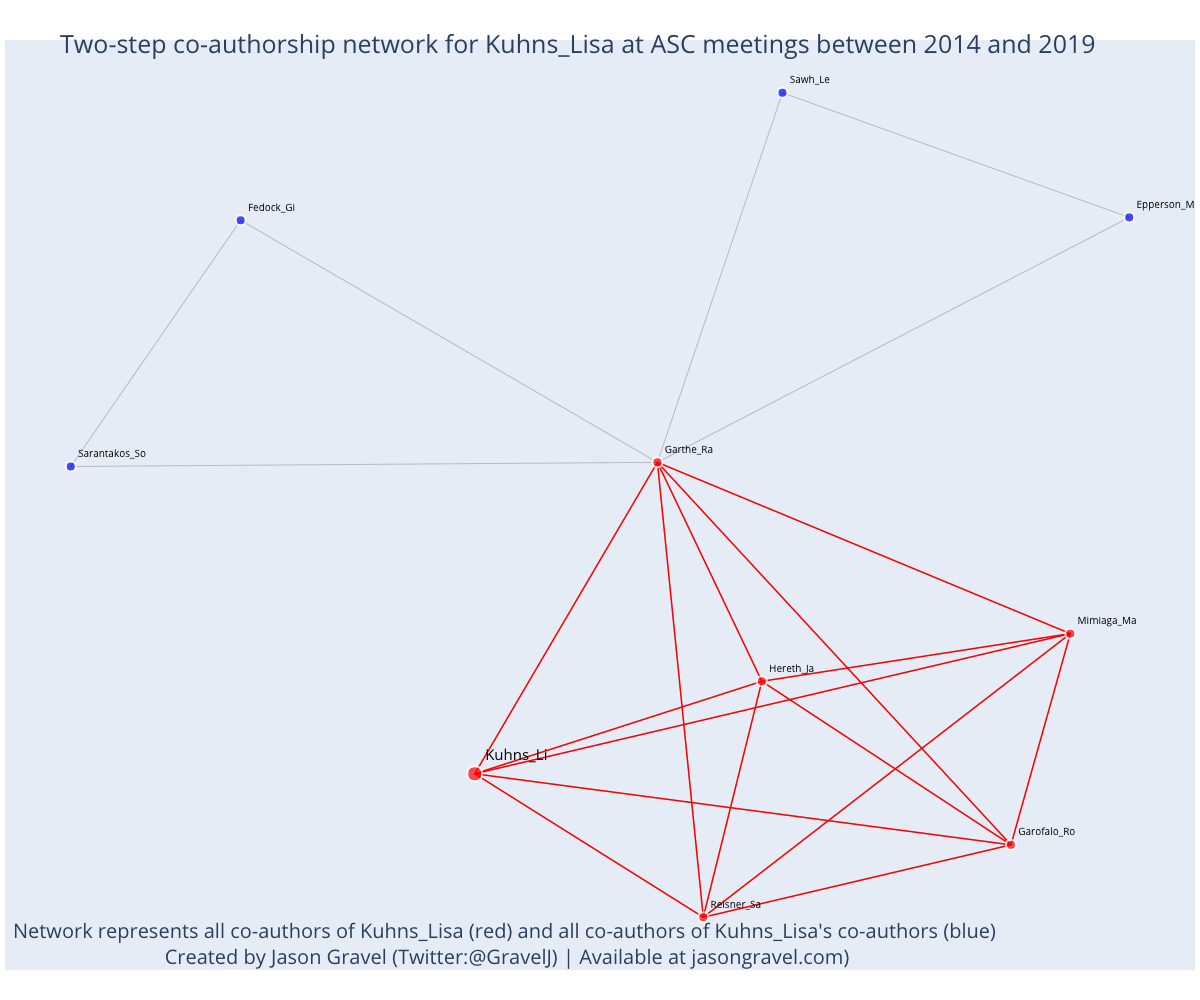 Two-step co-authorship network for Kuhns_Lisa at ASC meetings between 2014 and 2019
Sawh_Le
Epperson_M
Fedock_Gi
Sarantakos_So
Garthe_Ra
Mimiaga_Ma
Hereth_Ja
Kuhns_Li
Garofalo_Ro
Reisner_Sa
Network represents all co-authors of Kuhns_Lisa (red) and all co-authors of Kuhns_Lisa's co-authors (blue)
Created by Jason Gravel (Twitter:@GravelJ) | Available at jasongravel.com)